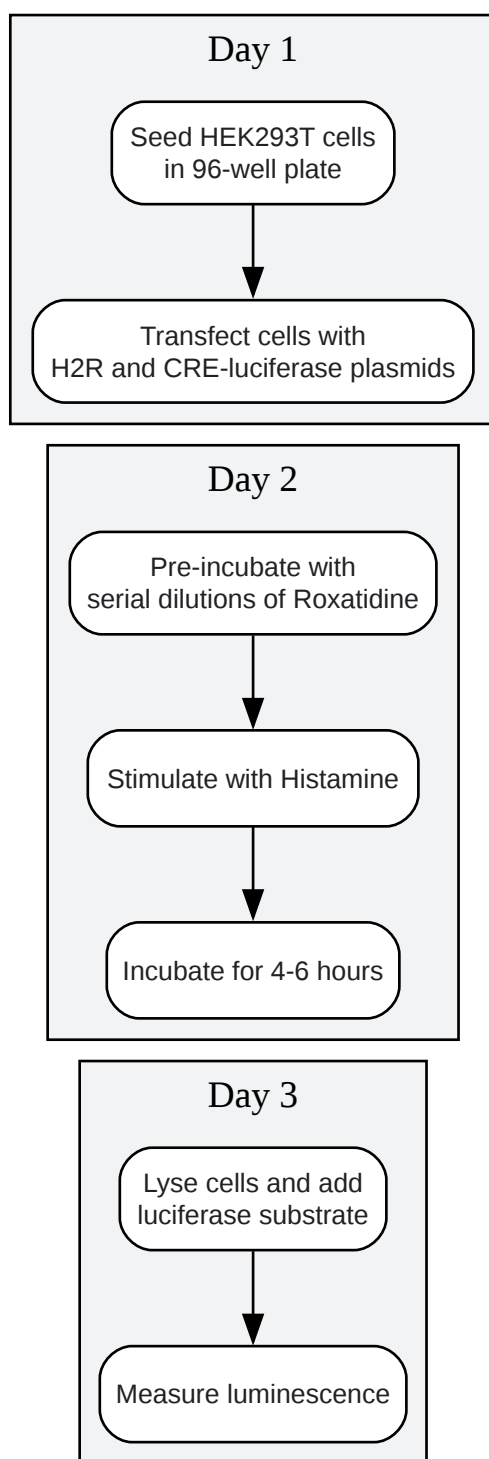 Day 1
Seed HEK293T cells
in 96-well plate
Transfect cells with
H2R and CRE-luciferase plasmids
Day 2
Pre-incubate with
serial dilutions of Roxatidine
Stimulate with Histamine
Incubate for 4-6 hours
Day 3
Lyse cells and add
luciferase substrate
Measure luminescence